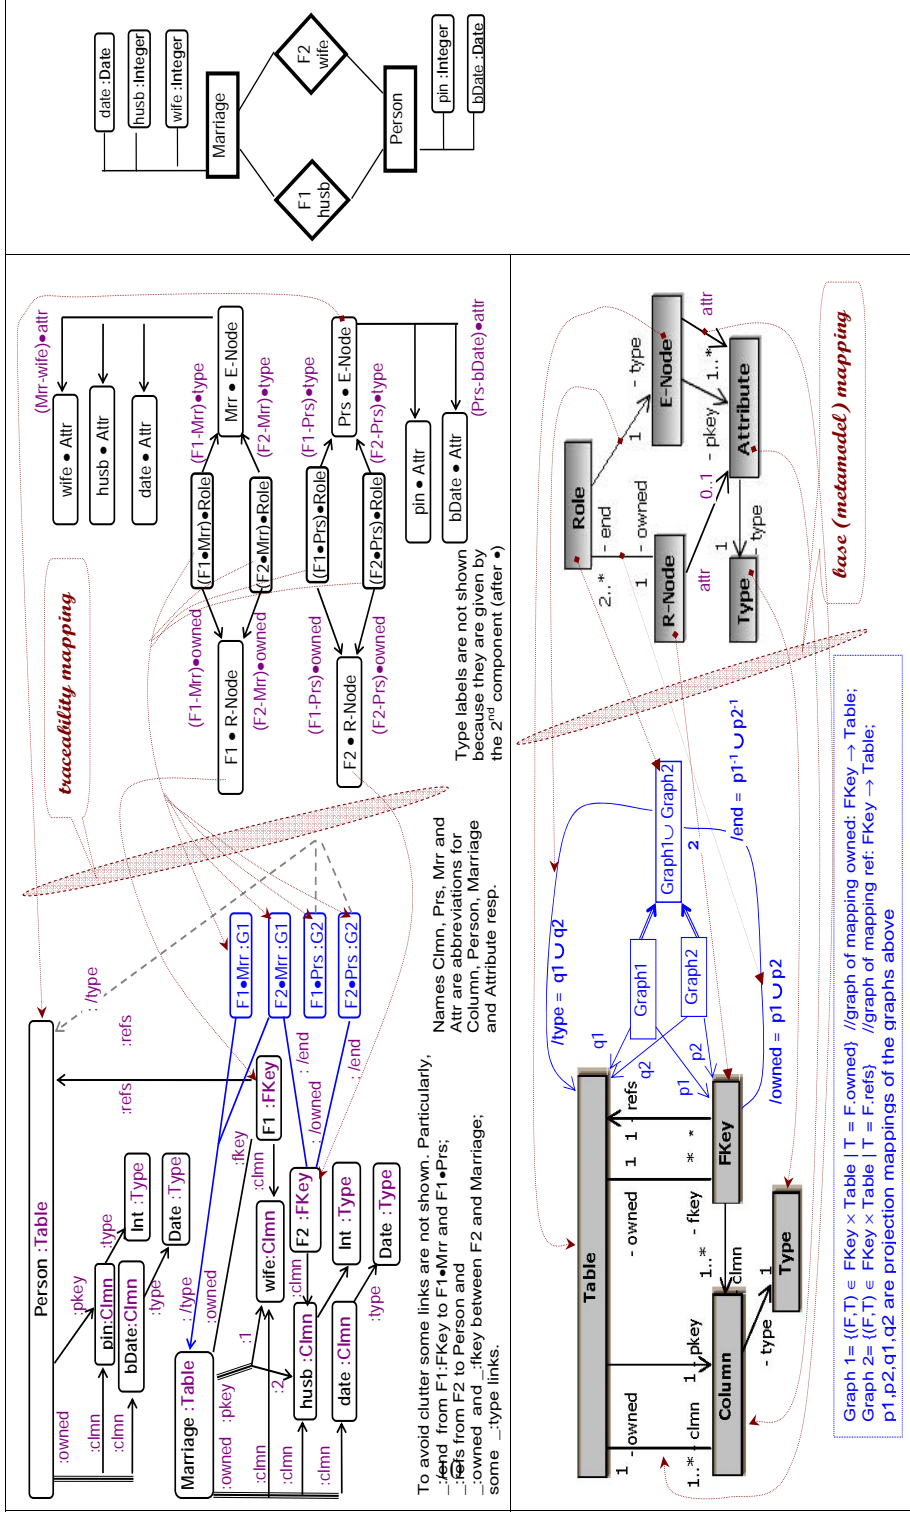 Person :Table
:owned
:pkey
:clmn
:clmn
pin:Clmn
bDate:Clmn
:type
:type
Int :Type
Date :Type
:refs
:refs
: /type
Marriage :Table
: /type
:owned
:owned
:pkey
:fkey
:clmn
:clmn
:clmn
:1
:2
wife:Clmn
husb :Clmn
date :Clmn
:clmn
:clmn
F1 :FKey
F2 :FKey
Int :Type
Date :Type
:type
: /end
: /owned
: /end
F1●Mrr :G1
F2●Mrr :G1
F1●Prs :G2
F2●Prs :G2
To avoid clutter some links are not shown. Particularly,
_:/end from F1:FKey to F1●Mrr and F1●Prs;
_:refs from F2 to Person and
_:owned and _:fkey between F2 and Marriage;
some _:type links.
Names Clmn, Prs, Mrr and
Attr are abbreviations for
Column, Person, Marriage
and Attribute resp.
traceability mapping
(Mrr-wife)●attr
wife ● Attr
husb ● Attr
date ● Attr
Mrr ● E-Node
(F1-Mrr)●type
(F2-Mrr)●type
(F1●Mrr)●Role
(F2●Mrr)●Role
(F1-Mrr)●owned
(F2-Mrr)●owned
F1 ● R-Node
(F1-Prs)●type
(F2-Prs)●type
Prs ● E-Node
(F1●Prs)●Role
(F2●Prs)●Role
(F1-Prs)●owned
(F2-Prs)●owned
F2 ● R-Node
pin ● Attr
bDate ● Attr
(Prs-bDate)●attr
Type labels are not shown
because they are given by
the 2nd component (after ●)
date :Date
husb :Integer
wife :Integer
Marriage
F1
husb
F2
wife
Person
pin :Integer
bDate :Date
Table
1
- owned
1..*
- clmn
1
- pkey
Column
- type
1
Type
1..*
clmn
- owned
1
*
- fkey
1
- refs
*
FKey
/type = q1 ∪ q2
q1
q2
p1
p2
Graph1
Graph2
Graph1∪ Graph2
2
/end = p1-1 ∪ p2-1
/owned = p1 ∪ p2
Role
- end
2..*
- owned
1
- type
1
R-Node
E-Node
attr
attr
0..1
- pkey
1..*
Attribute
Type
1
- type
base (metamodel) mapping
Graph 1= {(F,T) ∈ FKey × Table | T = F.owned} //graph of mapping owned: FKey → Table;
Graph 2= {(F,T) ∈ FKey × Table | T = F.refs} //graph of mapping ref: FKey → Table;
p1,p2,q1,q2 are projection mappings of the graphs above